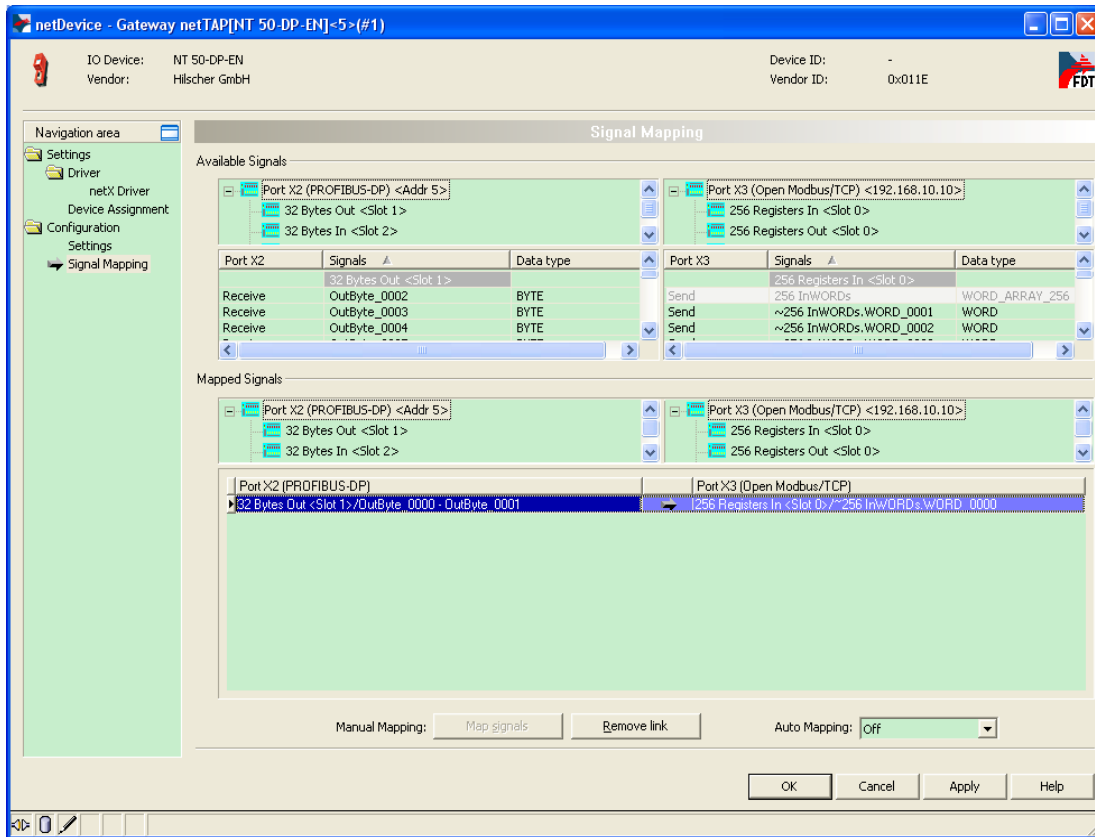 netDevice - Gateway netTAP[NT 50-DP-EN]<5>(#1)
IO Device: NT 50-DP-EN Device ID: -
Vendor: Hilscher GmbH Vendor ID: 0x011E
FDT
Navigation area
Settings
Driver
netX Driver
Device Assignment
Configuration
Settings
Signal Mapping
Signal Mapping
Available Signals
Port X2 (PROFIBUS-DP) <Addr 5>
32 Bytes Out <Slot 1>
32 Bytes In <Slot 2>
Port X3 (Open Modbus/TCP) <192.168.10.10>
256 Registers In <Slot 0>
256 Registers Out <Slot 0>
Port X2 Signals Data type
32 Bytes Out <Slot 1>
Receive OutByte_0002 BYTE
Receive OutByte_0003 BYTE
Receive OutByte_0004 BYTE
Port X3 Signals Data type
256 Registers In <Slot 0>
Send 256 InWORDs WORD_ARRAY_256
Send ~256 InWORDs.WORD_0001 WORD
Send ~256 InWORDs.WORD_0002 WORD
Mapped Signals
Port X2 (PROFIBUS-DP) <Addr 5>
32 Bytes Out <Slot 1>
32 Bytes In <Slot 2>
Port X3 (Open Modbus/TCP) <192.168.10.10>
256 Registers In <Slot 0>
256 Registers Out <Slot 0>
Port X2 (PROFIBUS-DP) Port X3 (Open Modbus/TCP)
32 Bytes Out <Slot 1>/OutByte_0000 - OutByte_0001 256 Registers In <Slot 0>/~256 InWORDs.WORD_0000
Manual Mapping: Map signals Remove link Auto Mapping: Off
OK Cancel Apply Help